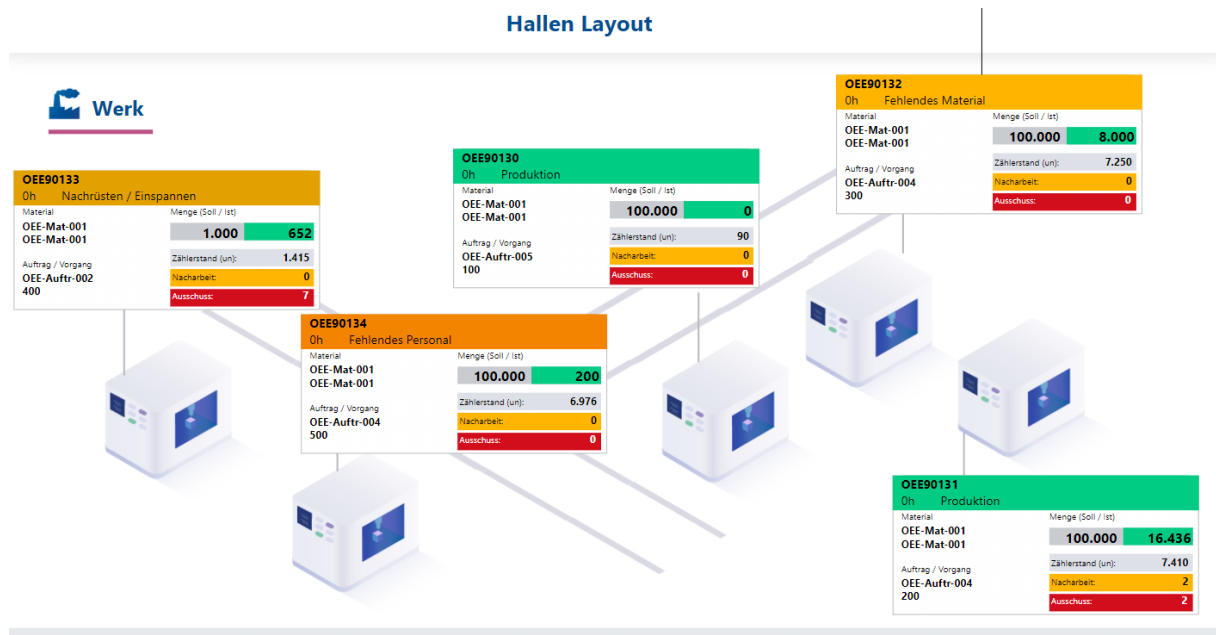 Hallen Layout
Werk
OEE90133
0h Nachrüsten / Einspannen
Material
OEE-Mat-001
OEE-Mat-001
Auftrag / Vorgang
OEE-Auftr-002
400
Menge (Soll / Ist)
1.000 652
Zählerstand (un): 1.415
Nacharbeit: 0
Ausschuss: 7
OEE90134
0h Fehlendes Personal
Material
OEE-Mat-001
OEE-Mat-001
Auftrag / Vorgang
OEE-Auftr-004
500
Menge (Soll / Ist)
100.000 200
Zählerstand (un): 6.976
Nacharbeit: 0
Ausschuss: 0
OEE90130
0h Produktion
Material
OEE-Mat-001
OEE-Mat-001
Auftrag / Vorgang
OEE-Auftr-005
100
Menge (Soll / Ist)
100.000 0
Zählerstand (un): 90
Nacharbeit: 0
Ausschuss: 0
OEE90132
0h Fehlendes Material
Material
OEE-Mat-001
OEE-Mat-001
Auftrag / Vorgang
OEE-Auftr-004
300
Menge (Soll / Ist)
100.000 8.000
Zählerstand (un): 7.250
Nacharbeit: 0
Ausschuss: 0
OEE90131
0h Produktion
Material
OEE-Mat-001
OEE-Mat-001
Auftrag / Vorgang
OEE-Auftr-004
200
Menge (Soll / Ist)
100.000 16.436
Zählerstand (un): 7.410
Nacharbeit: 2
Ausschuss: 2